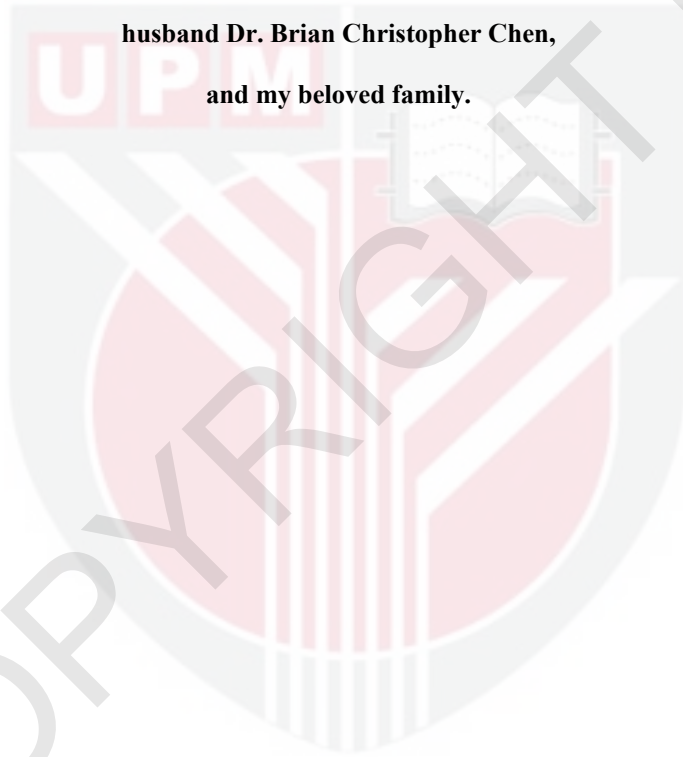 husband Dr. Brian Christopher Chen,
and my beloved family.
UPM
COPYRIGHT